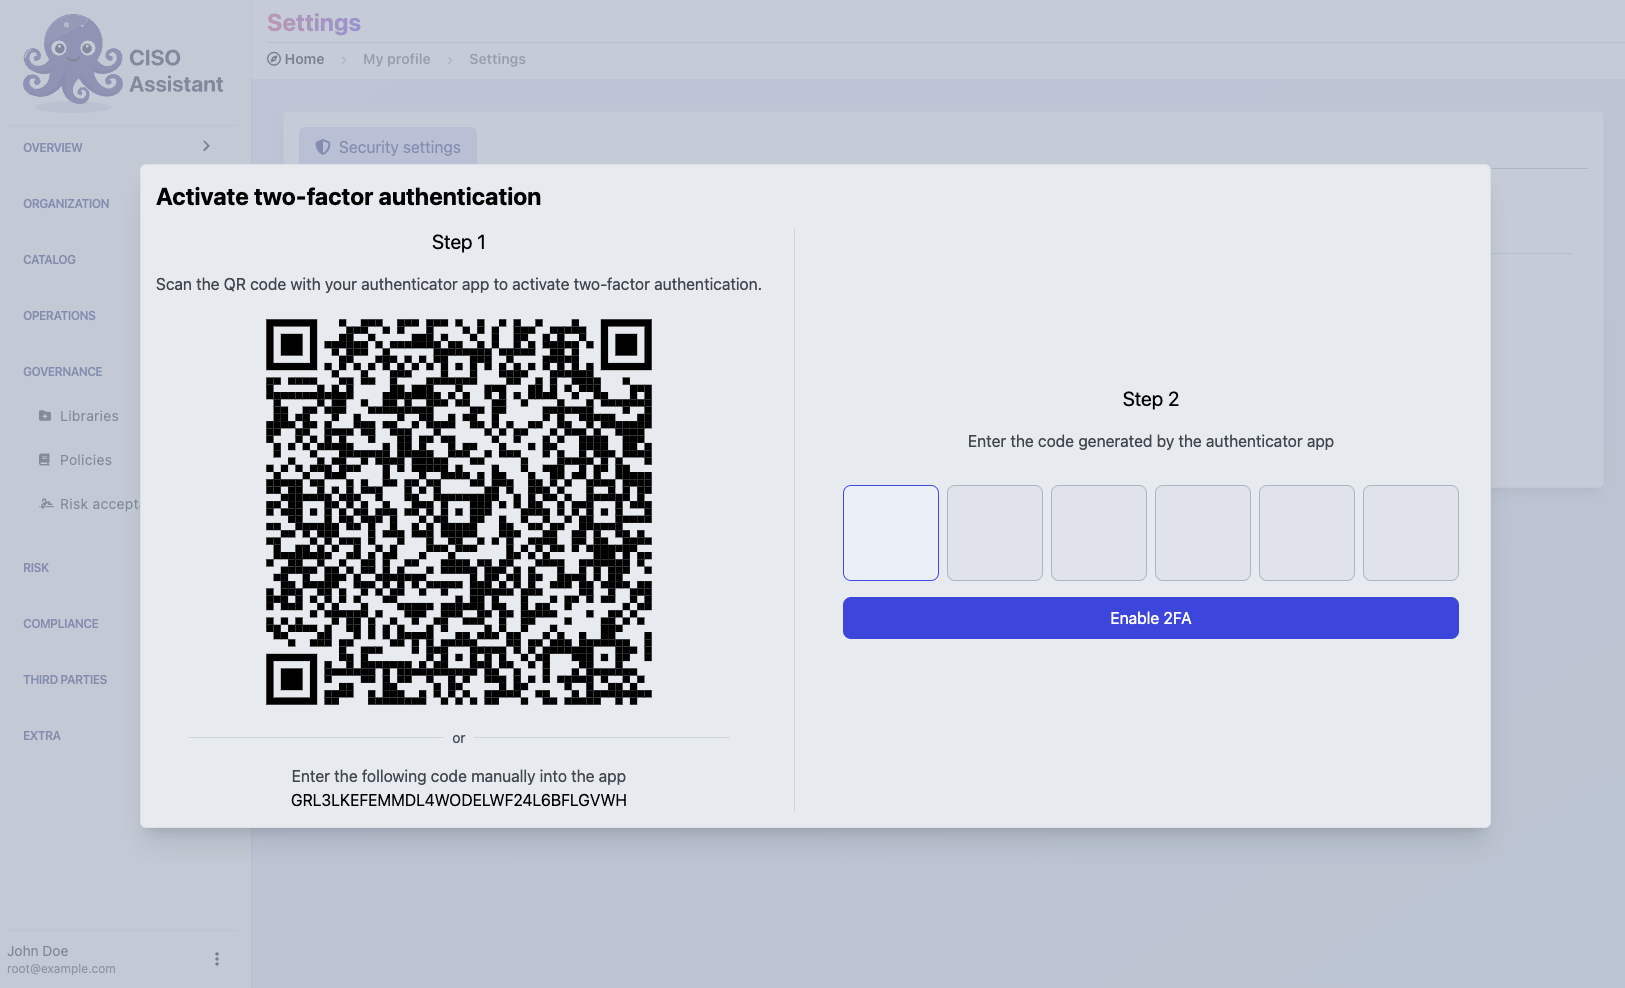 CISO
Assistant
Settings
Home
My profile
Settings
OVERVIEW
ORGANIZATION
CATALOG
OPERATIONS
GOVERNANCE
Libraries
Policies
Risk accept
RISK
COMPLIANCE
THIRD PARTIES
EXTRA
John Doe
root@example.com
Security settings
Activate two-factor authentication
Step 1
Scan the QR code with your authenticator app to activate two-factor authentication.
or
Enter the following code manually into the app
GRL3LKEFEMMDL4WODELWF24L6BFLGVWH
Step 2
Enter the code generated by the authenticator app
Enable 2FA